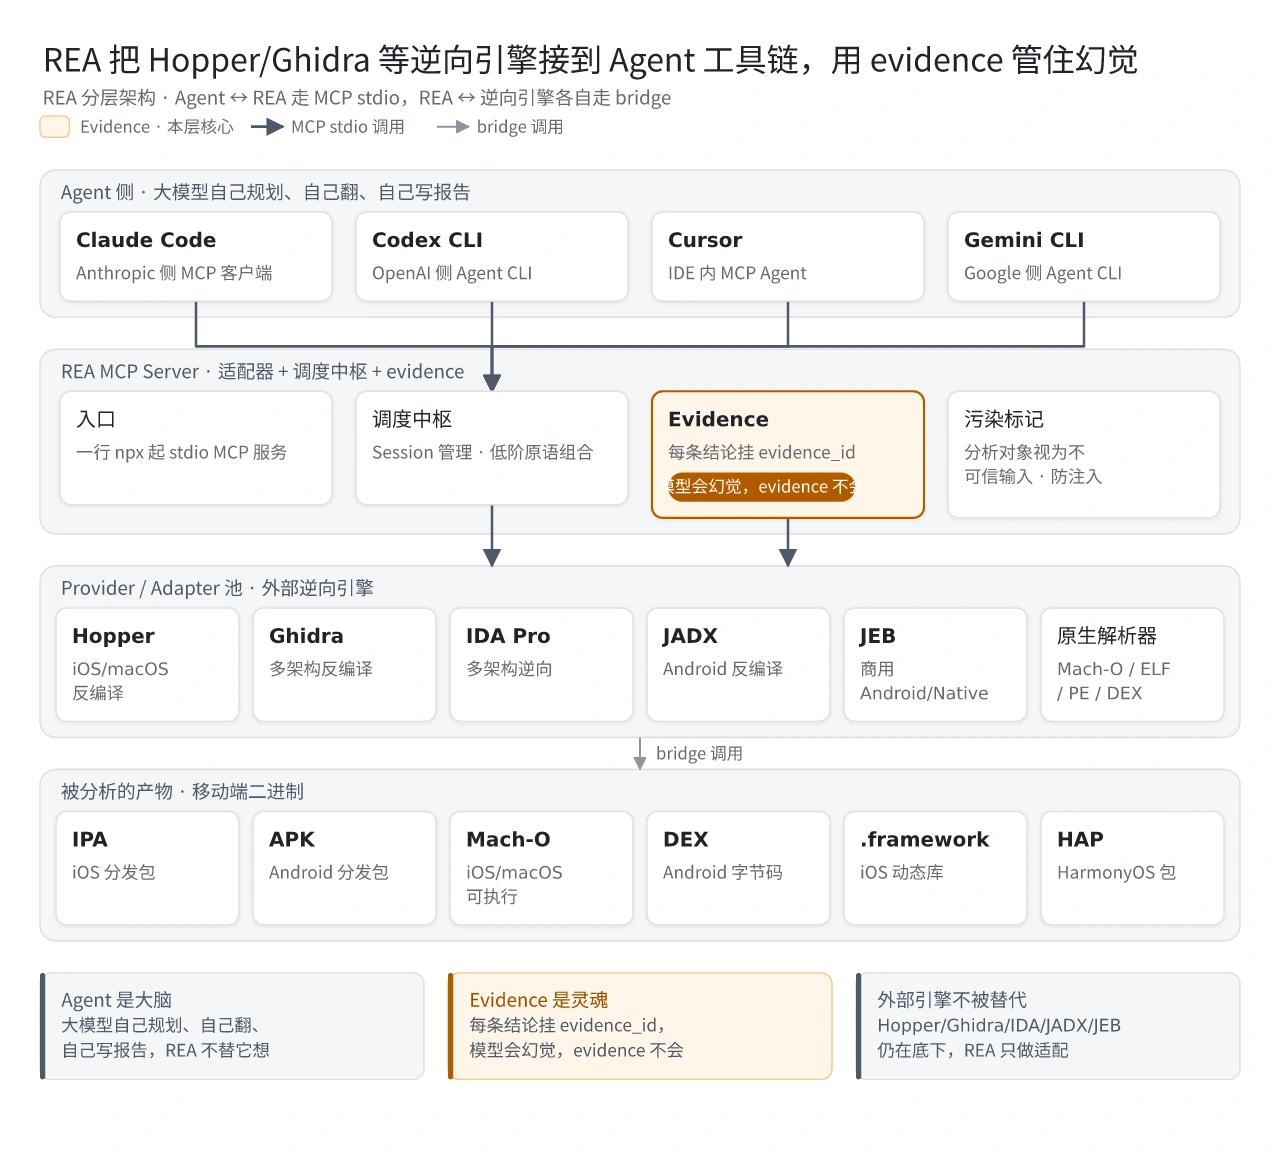 REA 把 Hopper/Ghidra 等逆向引擎接到 Agent 工具链，用 evidence 管住幻觉
REA 分层架构 · Agent ↔ REA 走 MCP stdio，REA ↔ 逆向引擎各自走 bridge
Evidence · 本层核心
MCP stdio 调用
bridge 调用
Agent 侧 · 大模型自己规划、自己翻、自己写报告
Claude Code
Anthropic 侧 MCP 客户端
Codex CLI
OpenAI 侧 Agent CLI
Cursor
IDE 内 MCP Agent
Gemini CLI
Google 侧 Agent CLI
REA MCP Server · 适配器 + 调度中枢 + evidence
入口
一行 npx 起 stdio MCP 服务
调度中枢
Session 管理 · 低阶原语组合
Evidence
每条结论挂 evidence_id
模型会幻觉，evidence 不会
污染标记
分析对象视为不
可信输入 · 防注入
Provider / Adapter 池 · 外部逆向引擎
Hopper
iOS/macOS
反编译
Ghidra
多架构反编译
IDA Pro
多架构逆向
JADX
Android 反编译
JEB
商用
Android/Native
原生解析器
Mach-O / ELF
/ PE / DEX
bridge 调用
被分析的产物 · 移动端二进制
IPA
iOS 分发包
APK
Android 分发包
Mach-O
iOS/macOS
可执行
DEX
Android 字节码
.framework
iOS 动态库
HAP
HarmonyOS 包
Agent 是大脑
大模型自己规划、自己翻、
自己写报告，REA 不替它想
Evidence 是灵魂
每条结论挂 evidence_id，
模型会幻觉，evidence 不会
外部引擎不被替代
Hopper/Ghidra/IDA/JADX/JEB
仍在底下，REA 只做适配